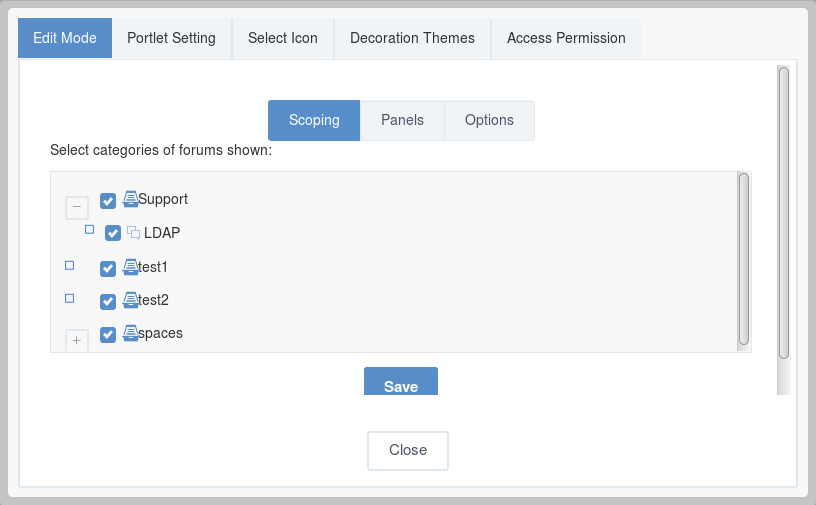 Edit Mode Portlet Setting Select Icon Decoration Themes Access Permission
Scoping Panels Options
Select categories of forums shown:
Support
LDAP
test1
test2
spaces
Save
Close